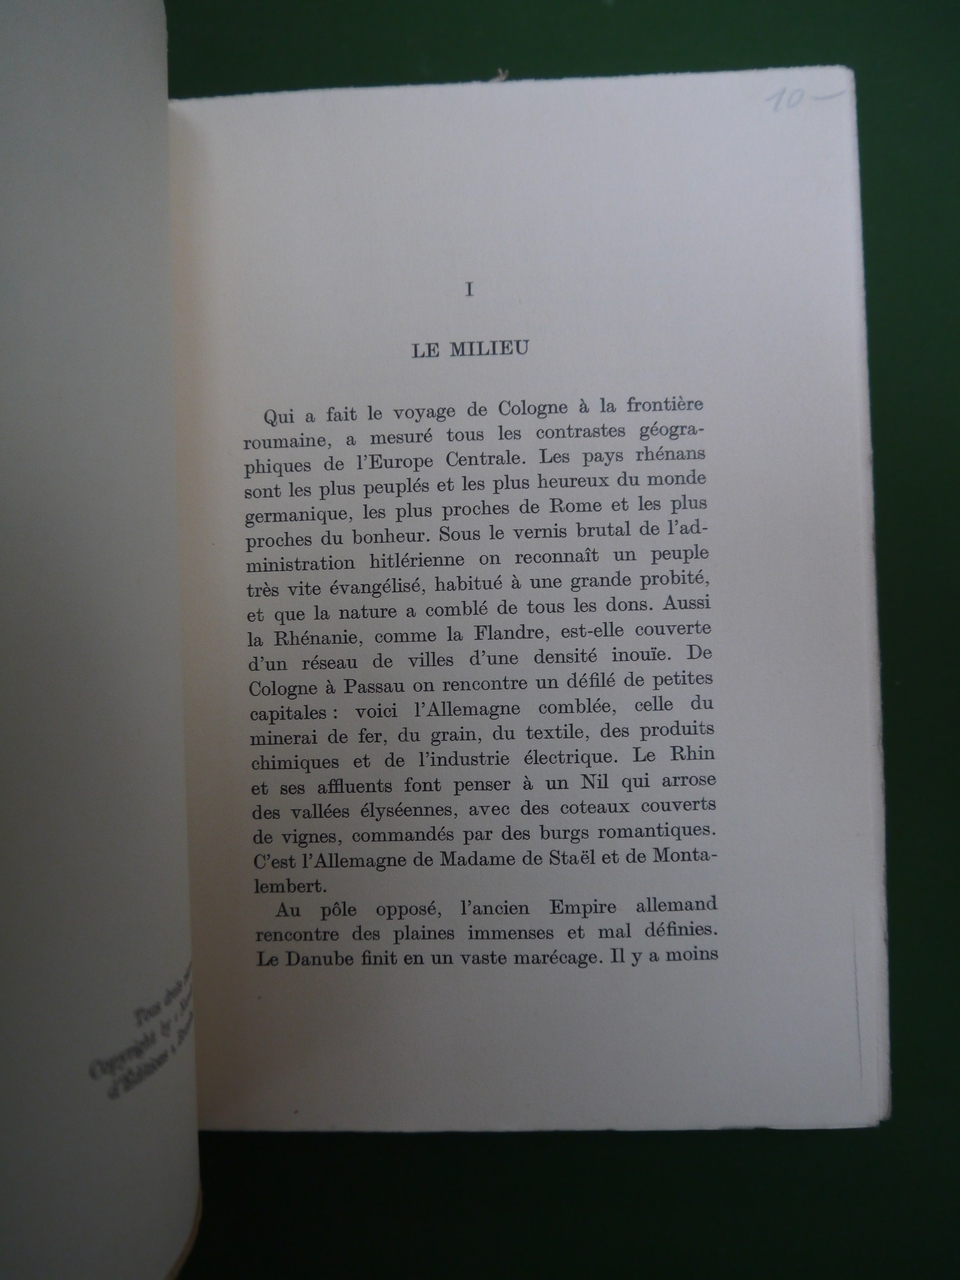 10 —
I
LE MILIEU
Qui a fait le voyage de Cologne à la frontière
roumaine, a mesuré tous les contrastes géogra-
phiques de l'Europe Centrale. Les pays rhénans
sont les plus peuplés et les plus heureux du monde
germanique, les plus proches de Rome et les plus
proches du bonheur. Sous le vernis brutal de l'ad-
ministration hitlérienne on reconnaît un peuple
très vite évangélisé, habitué à une grande probité,
et que la nature a comblé de tous les dons. Aussi
la Rhénanie, comme la Flandre, est-elle couverte
d'un réseau de villes d'une densité inouïe. De
Cologne à Passau on rencontre un défilé de petites
capitales : voici l'Allemagne comblée, celle du
minerai de fer, du grain, du textile, des produits
chimiques et de l'industrie électrique. Le Rhin
et ses affluents font penser à un Nil qui arrose
des vallées élyséennes, avec des coteaux couverts
de vignes, commandés par des burgs romantiques.
C'est l'Allemagne de Madame de Staël et de Monta-
lembert.
Au pôle opposé, l'ancien Empire allemand
rencontre des plaines immenses et mal définies.
Le Danube finit en un vaste marécage. Il y a moins
Tous droits
Copyright by
d'Éditions